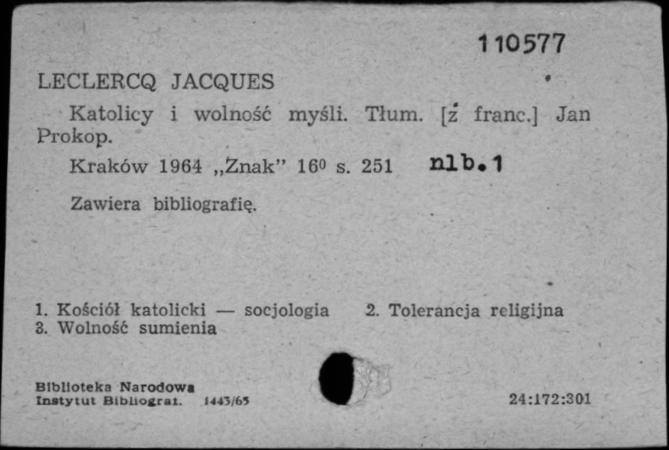 110577
LECLERCQ JACQUES
Katolicy i wolność myśli. Tłum. [z franc.] Jan
Prokop.
Kraków 1964 „Znak” 16⁰ s. 251 nlb.1
Zawiera bibliografię.
1. Kościół katolicki — socjologia 2. Tolerancja religijna
3. Wolność sumienia
Biblioteka Narodowa
Instytut Bibliograf. 1443/65 24:172:301